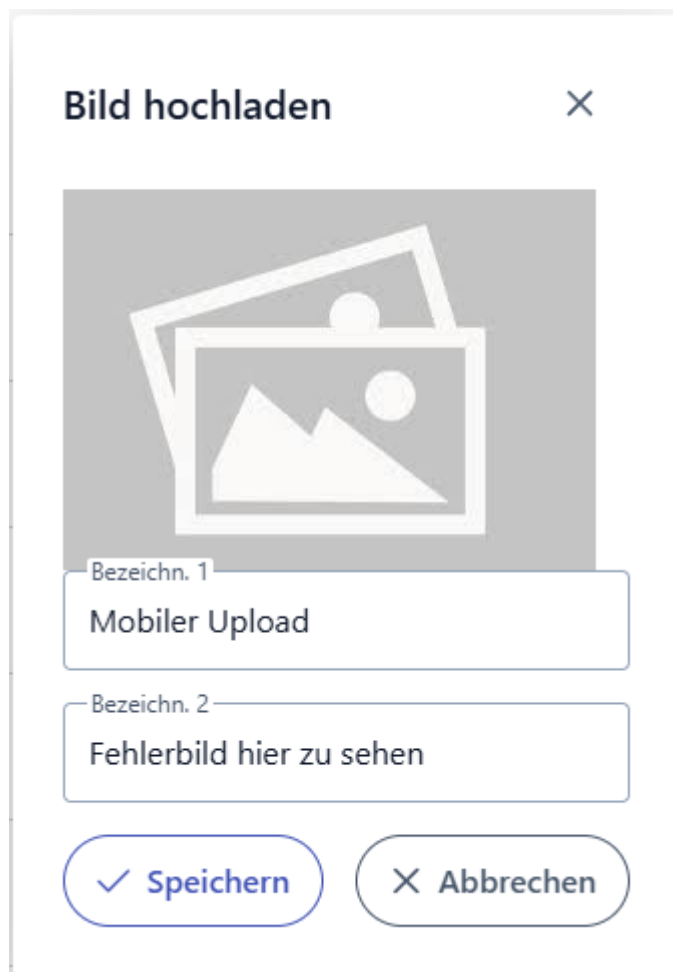 Bild hochladen
Bezeichn. 1
Mobiler Upload
Bezeichn. 2
Fehlerbild hier zu sehen
Speichern
Abbrechen